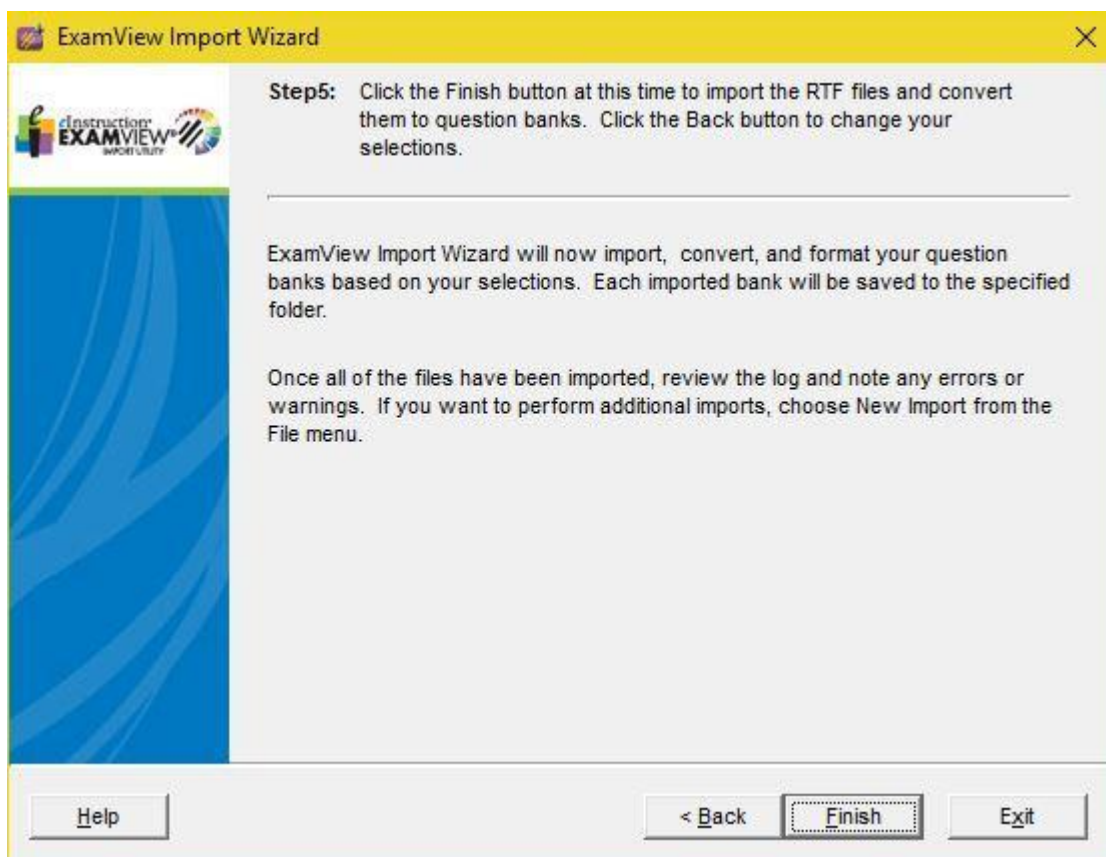 ExamView Import Wizard
eInstruction®
EXAMVIEW®
IMPORT UTILITY
Step5: Click the Finish button at this time to import the RTF files and convert
them to question banks. Click the Back button to change your
selections.
ExamView Import Wizard will now import, convert, and format your question
banks based on your selections. Each imported bank will be saved to the specified
folder.
Once all of the files have been imported, review the log and note any errors or
warnings. If you want to perform additional imports, choose New Import from the
File menu.
Help
< Back
Finish
Exit